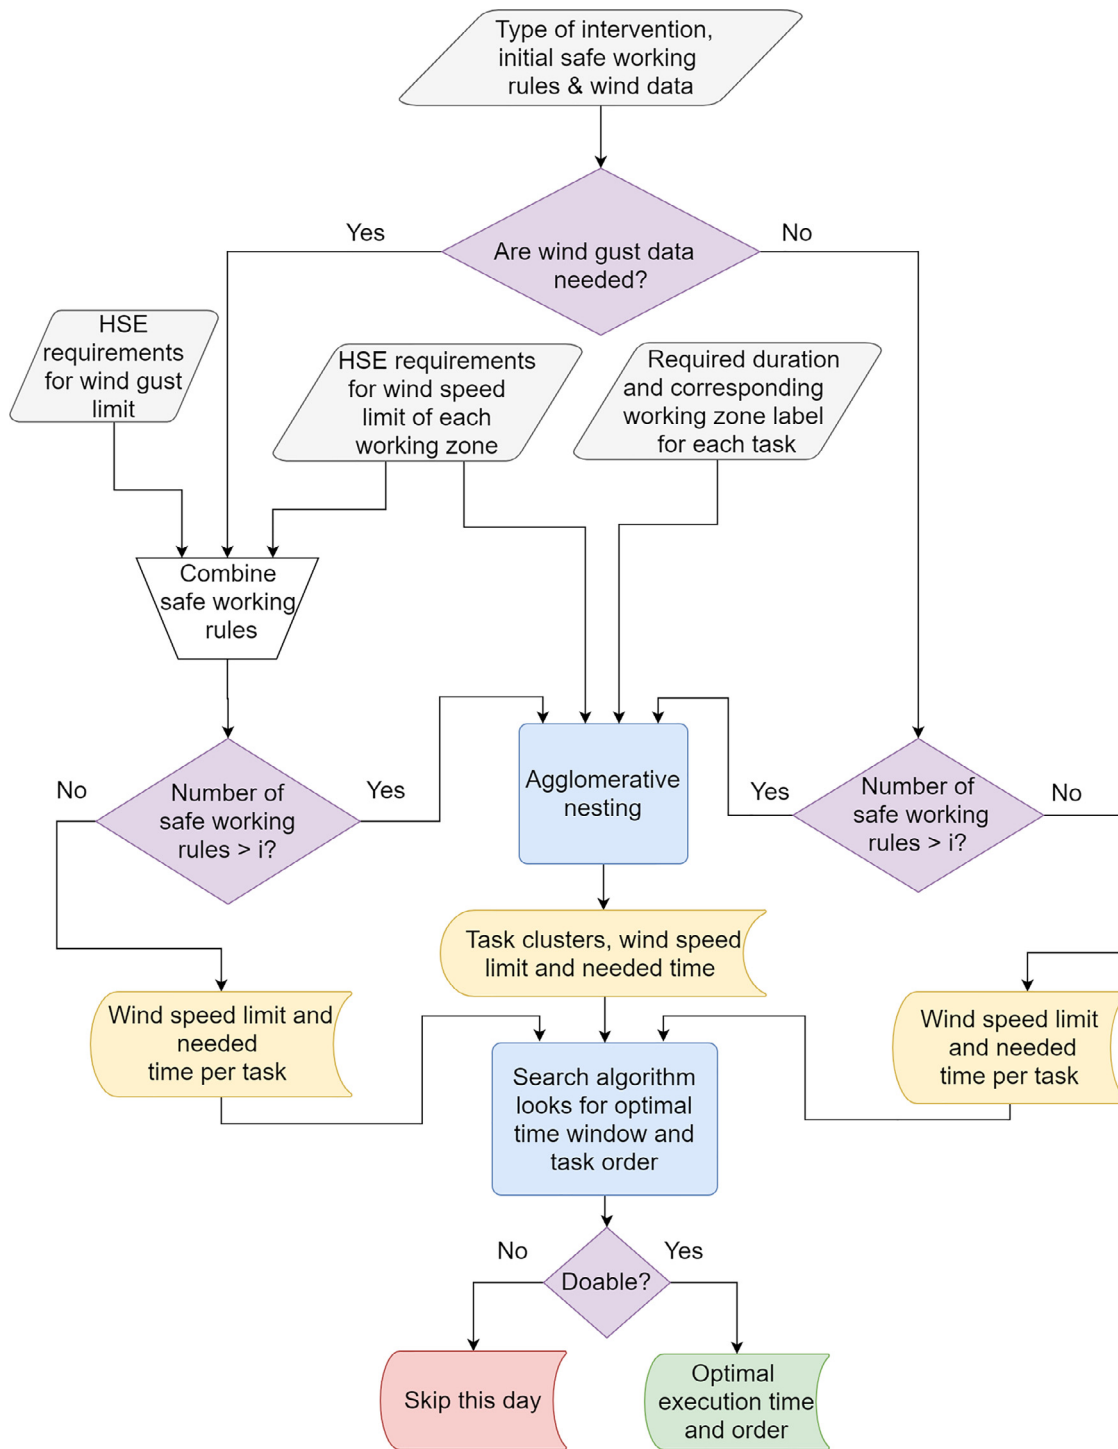 Type of intervention,
initial safe working
rules & wind data
Are wind gust data
needed?
Yes
No
HSE
requirements
for wind gust
limit
HSE requirements
for wind speed
limit of each
working zone
Required duration
and corresponding
working zone label
for each task
Combine
safe working
rules
No
Number of
safe working
rules > i?
Yes
Agglomerative
nesting
Yes
Number of
safe working
rules > i?
No
Task clusters, wind speed
limit and needed time
Wind speed limit and
needed
time per task
Wind speed limit
and needed
time per task
Search algorithm
looks for optimal
time window and
task order
No
Yes
Doable?
Skip this day
Optimal
execution time
and order